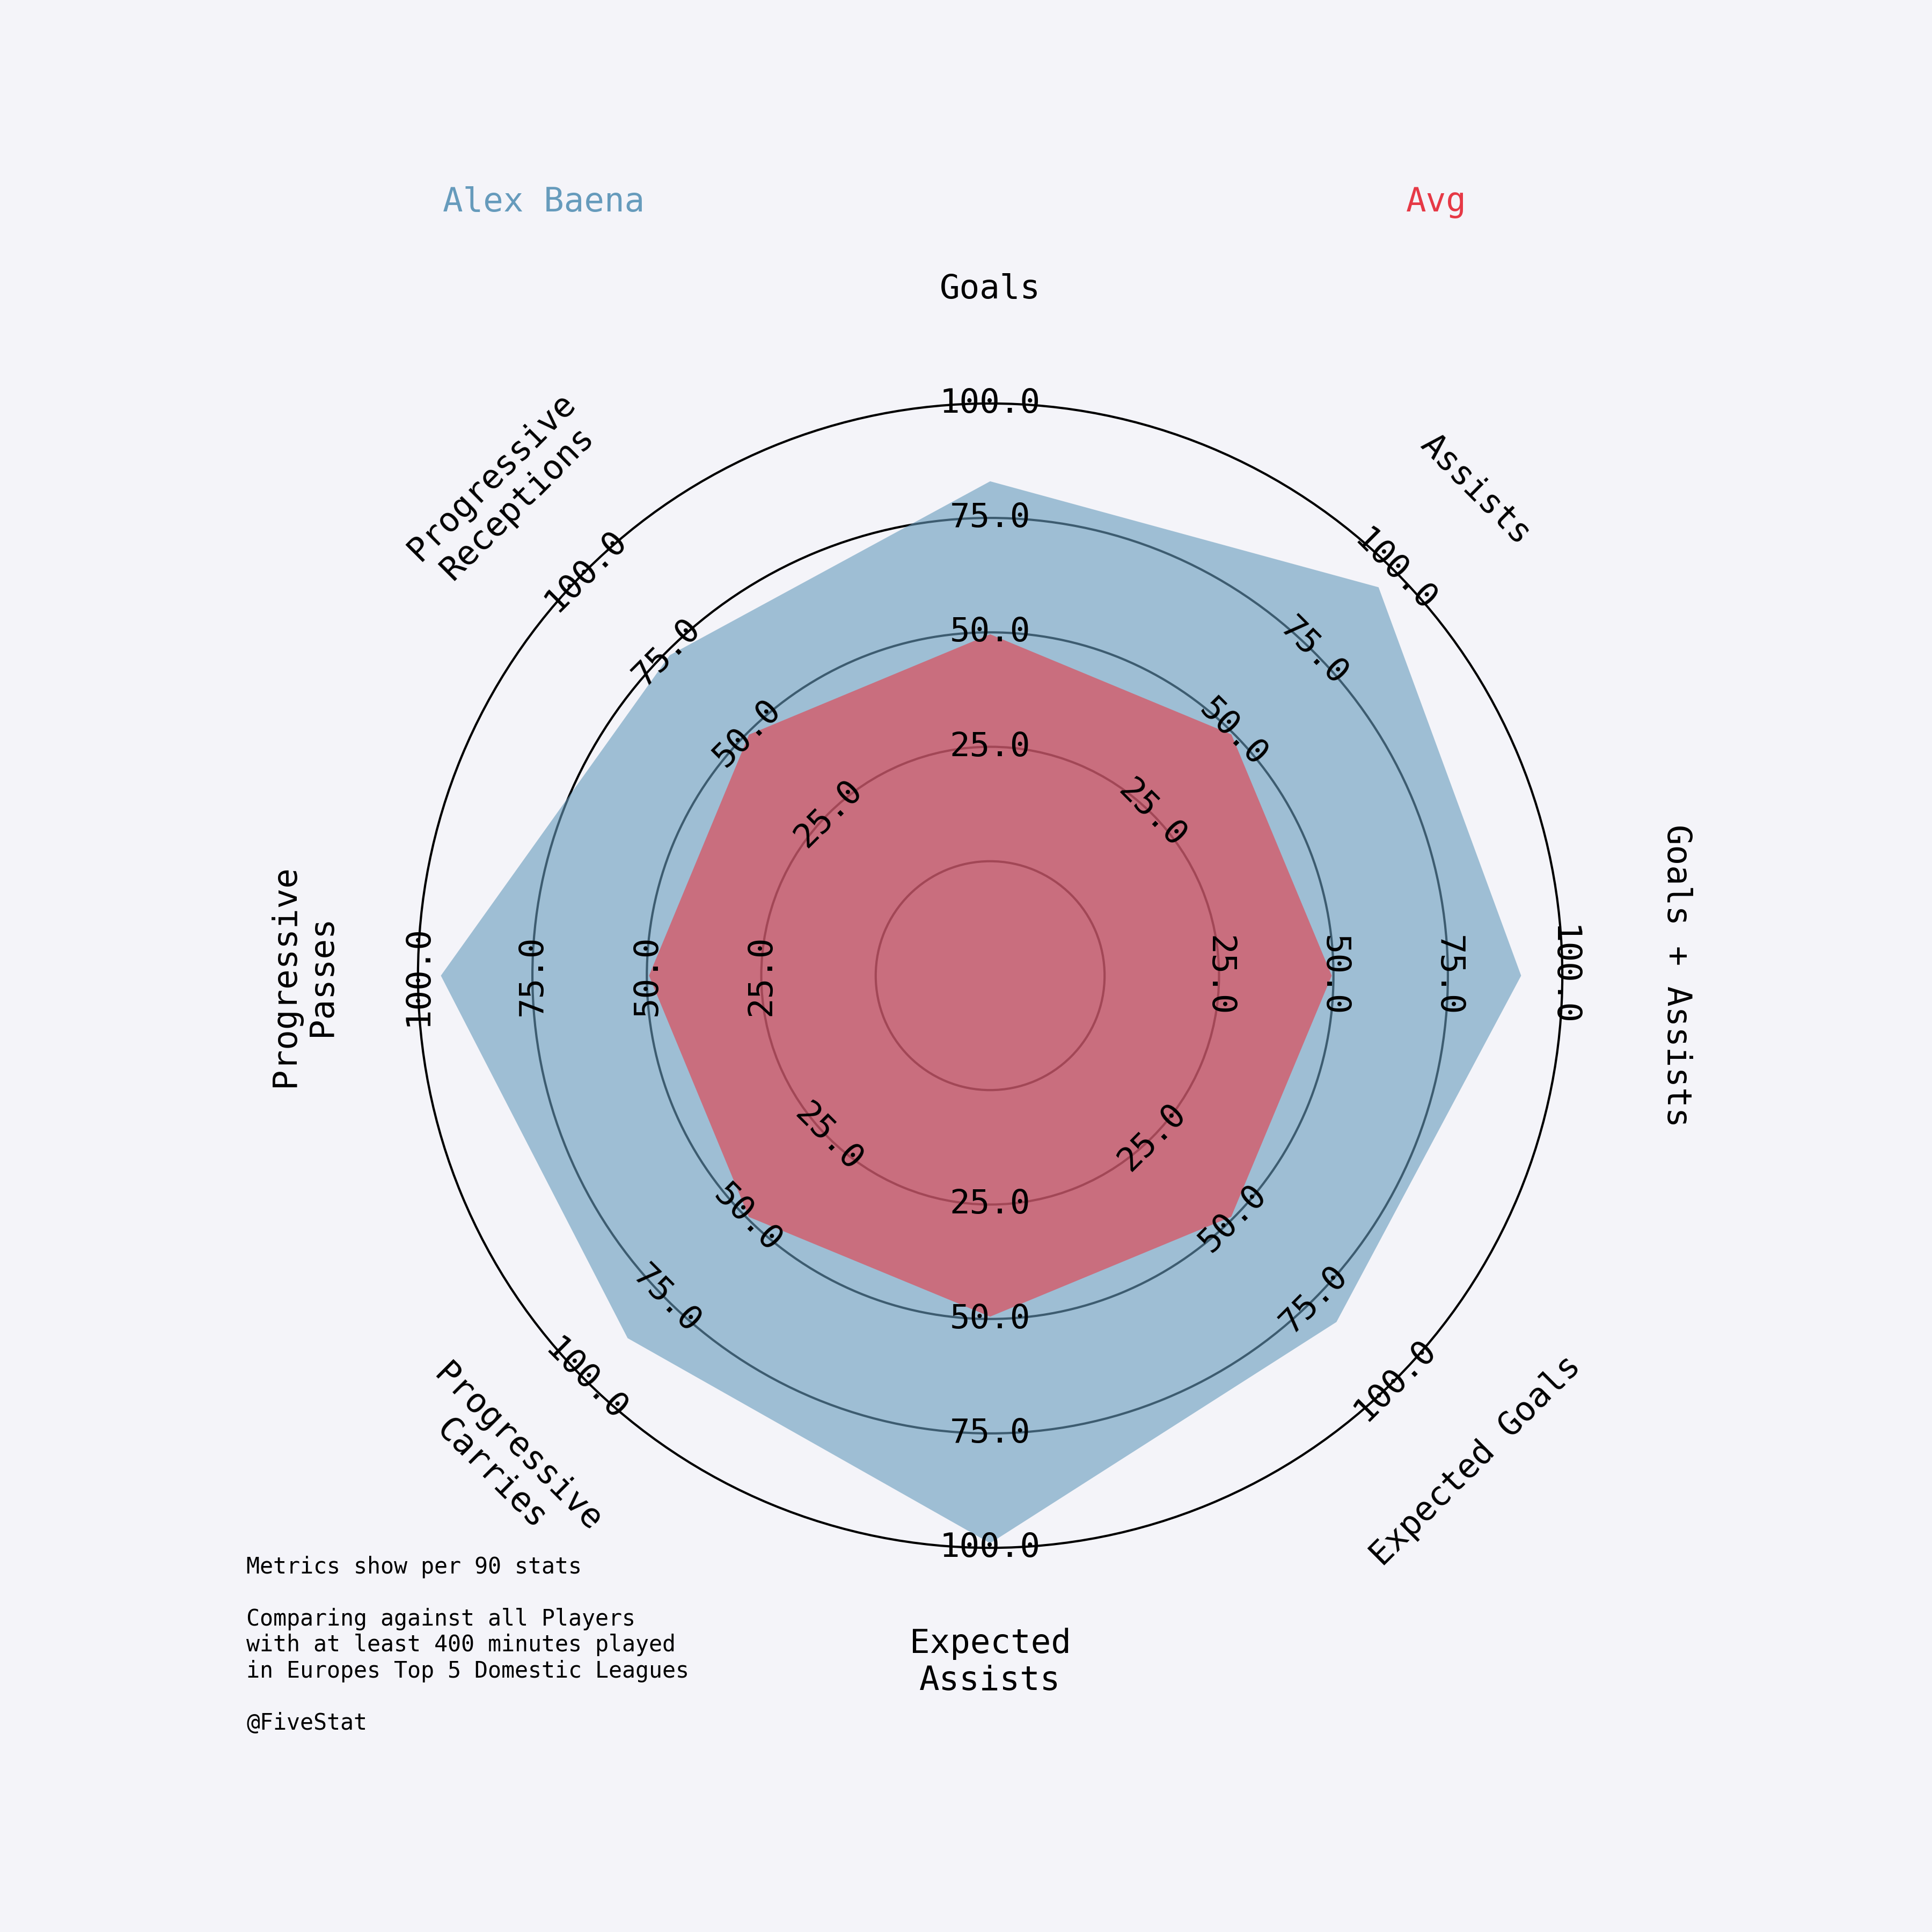 Alex Baena
Avg
Goals
Assists
Goals + Assists
Expected Goals
Expected
Assists
Progressive
Carries
Progressive
Passes
Progressive
Receptions
100.0
75.0
50.0
25.0
100.0
75.0
50.0
25.0
100.0
75.0
50.0
25.0
100.0
75.0
50.0
25.0
100.0
75.0
50.0
25.0
100.0
75.0
50.0
25.0
100.0
75.0
50.0
25.0
100.0
75.0
50.0
25.0
Metrics show per 90 stats
Comparing against all Players
with at least 400 minutes played
in Europes Top 5 Domestic Leagues
@FiveStat